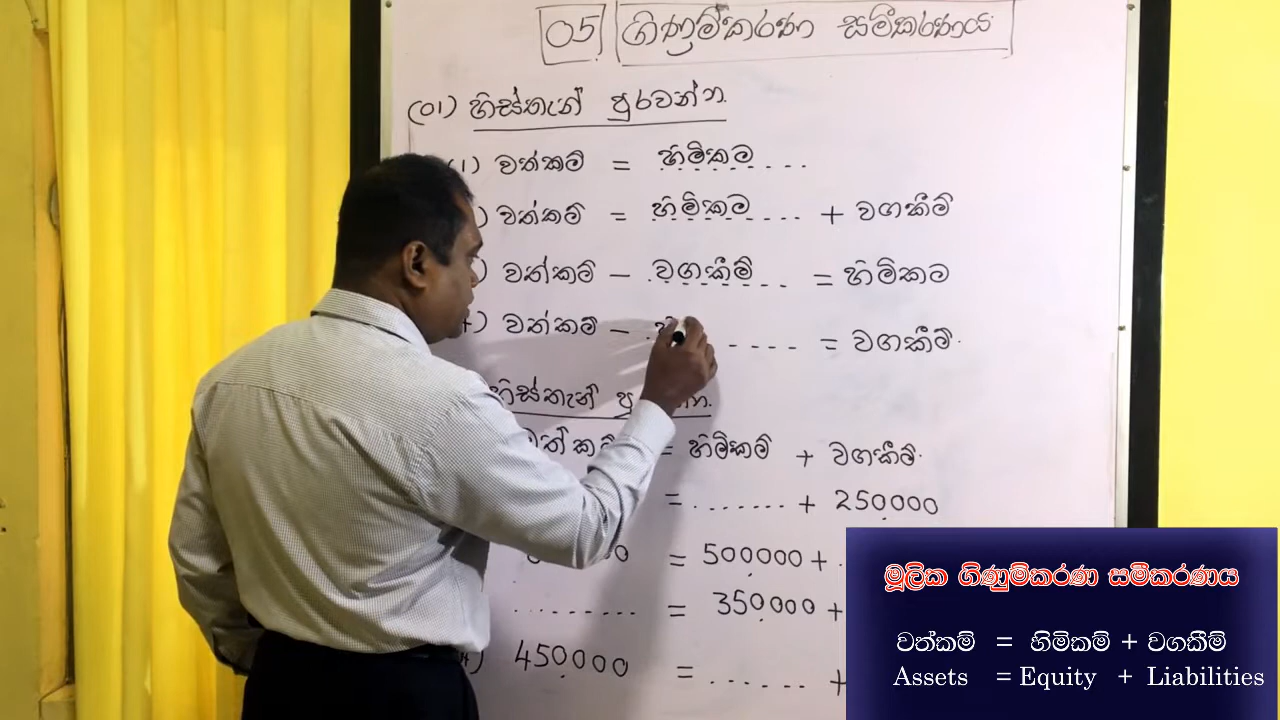 05 ගිණුම්කරණ සමීකරණය
(01) හිස්තැන් පුරවන්න.
1) වත්කම් = හිමිකම....
) වත්කම් = හිමිකම.... + වගකීම්
) වත්කම් – .වගකීම්... = හිමිකම
) වත්කම් – ---- = වගකීම්.
හිස්තැන්
= හිමිකම් + වගකීම්.
= ....... + 250000
= 500000 + .
......... = 350000 +
) 450000 = ....... +
මූලික ගිණුම්කරණ සමීකරණය
වත්කම් = හිමිකම් + වගකීම්
Assets = Equity + Liabilities